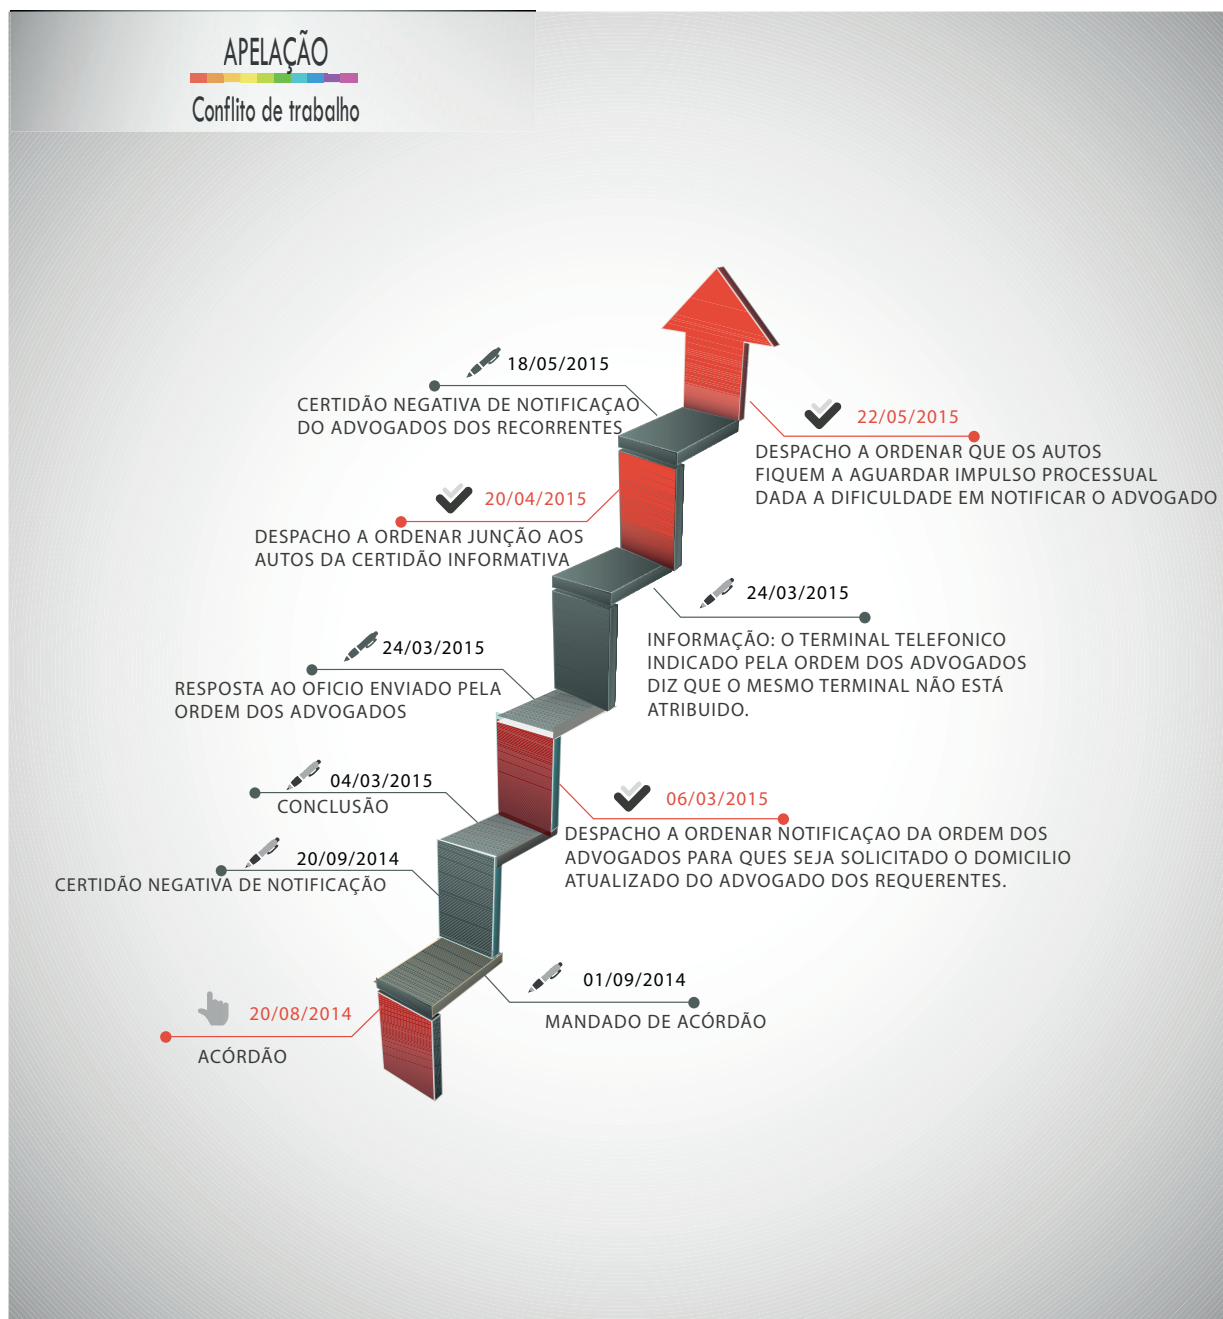 APELAÇÃO
Conflito de trabalho
18/05/2015
CERTIDÃO NEGATIVA DE NOTIFICAÇAO
DO ADVOGADOS DOS RECORRENTES
22/05/2015
DESPACHO A ORDENAR QUE OS AUTOS
FIQUEM A AGUARDAR IMPULSO PROCESSUAL
DADA A DIFICULDADE EM NOTIFICAR O ADVOGADO
20/04/2015
DESPACHO A ORDENAR JUNÇÃO AOS
AUTOS DA CERTIDÃO INFORMATIVA
24/03/2015
INFORMAÇÃO: O TERMINAL TELEFONICO
INDICADO PELA ORDEM DOS ADVOGADOS
DIZ QUE O MESMO TERMINAL NÃO ESTÁ
ATRIBUIDO.
24/03/2015
RESPOSTA AO OFICIO ENVIADO PELA
ORDEM DOS ADVOGADOS
04/03/2015
CONCLUSÃO
06/03/2015
DESPACHO A ORDENAR NOTIFICAÇAO DA ORDEM DOS
ADVOGADOS PARA QUES SEJA SOLICITADO O DOMICILIO
ATUALIZADO DO ADVOGADO DOS REQUERENTES.
20/09/2014
CERTIDÃO NEGATIVA DE NOTIFICAÇÃO
01/09/2014
MANDADO DE ACÓRDÃO
20/08/2014
ACÓRDÃO